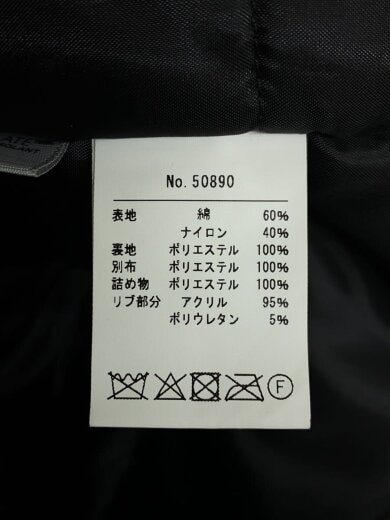 No. 50890
表地 綿 60%
ナイロン 40%
裏地 ポリエステル 100%
別布 ポリエステル 100%
詰め物 ポリエステル 100%
リブ部分 アクリル 95%
ポリウレタン 5%
F